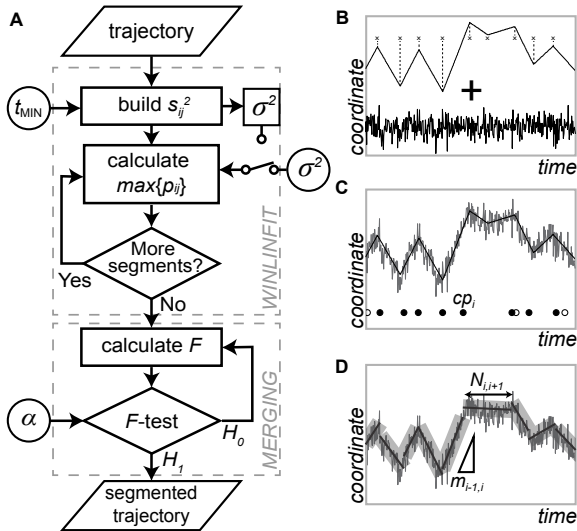 A
trajectory
t_MIN
build s_ij^2
σ^2
calculate
max{p_ij}
σ^2
More
segments?
Yes
No
WINLINFIT
calculate F
α
F-test
H_0
H_1
MERGING
segmented
trajectory
B
coordinate
+
time
C
coordinate
cp_i
time
D
coordinate
N_i,i+1
m_i-1,i
time